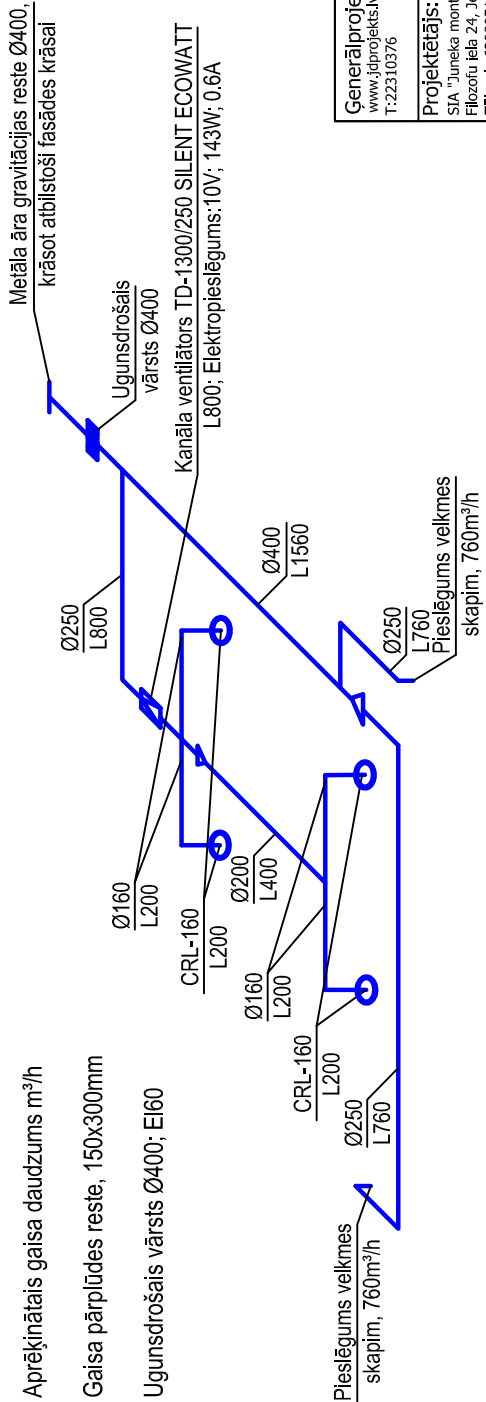 Aprēķinātais gaisa daudzums m³/h
Gaisa pārplūdes reste, 150x300mm
Ugunsdrošais vārsts Ø400; EI60
Metāla āra gravitācijas reste Ø400,
krāsot atbilstoši fasādes krāsai
Ugunsdrošais
vārsts Ø400
Kanāla ventilātors TD-1300/250 SILENT ECOWATT
L800; Elektropieslēgums:10V; 143W; 0.6A
Ø250
L800
Ø400
L1560
Ø250
L760
Pieslēgums velkmes
skapim, 760m³/h
Ø160
L200
CRL-160
L200
Ø200
L400
Ø160
L200
CRL-160
L200
Ø250
L760
Pieslēgums velkmes
skapim, 760m³/h
Ģenerālproje
www.jdprojekts.lv
T:22310376
Projektētājs:
SIA "Juneka mont
Filozofu iela 24, Je